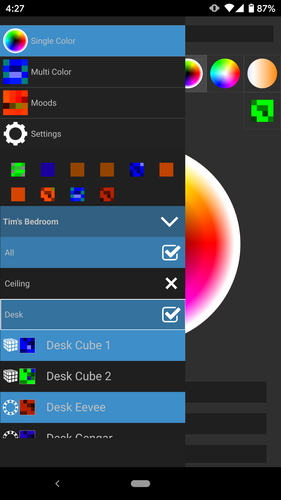 4:27
87%
Single Color
Multi Color
Moods
Settings
Tim's Bedroom
All
Ceiling
Desk
Desk Cube 1
Desk Cube 2
Desk Eevee
Desk Gengar